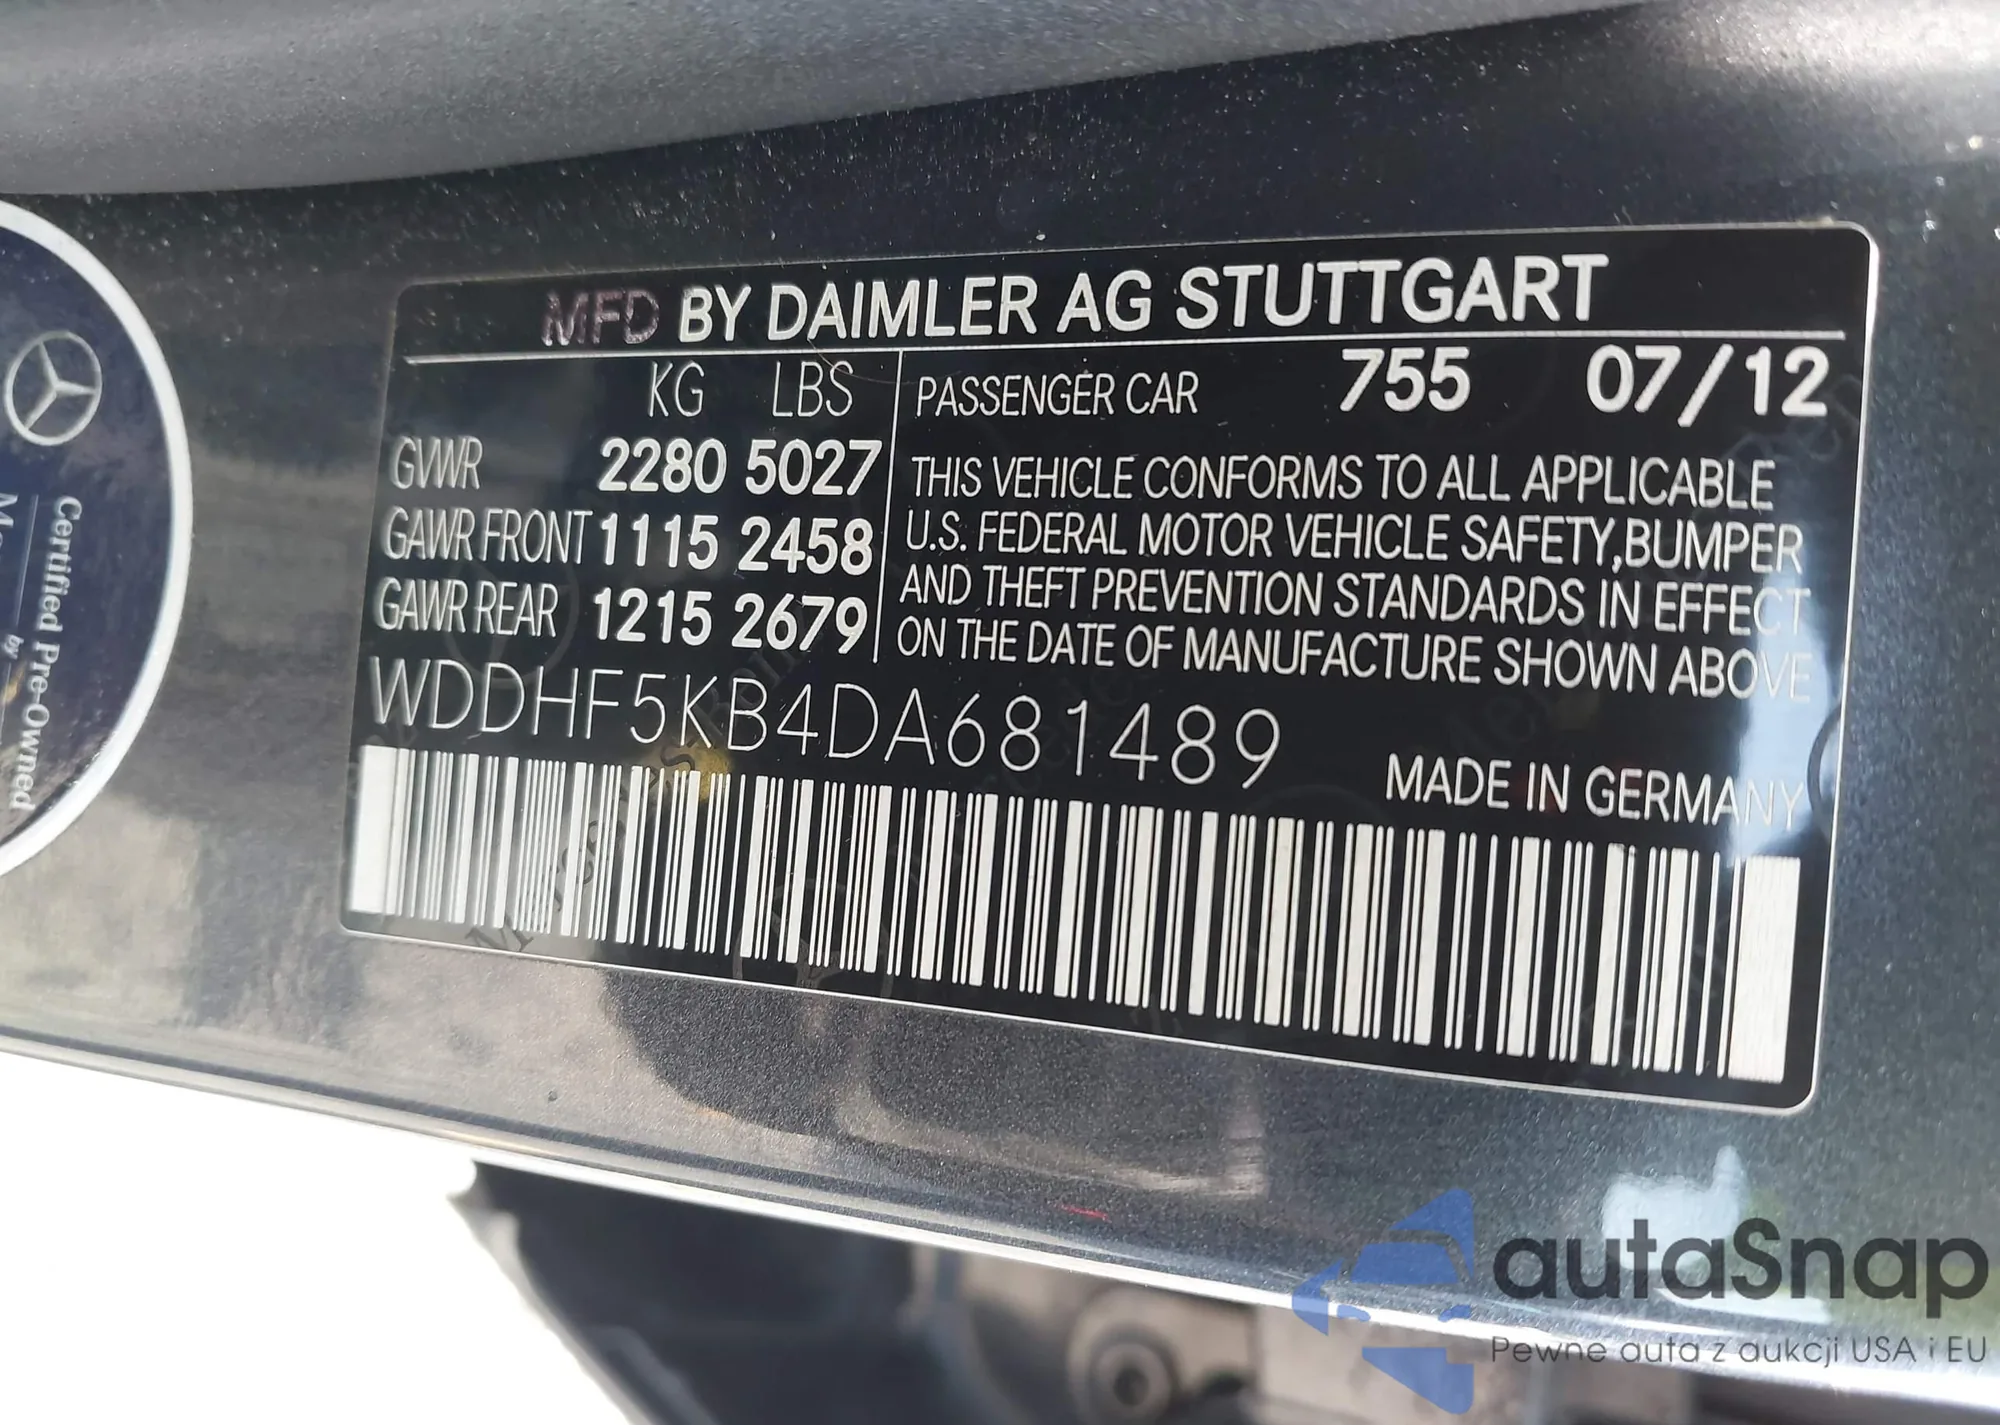 MFD BY DAIMLER AG STUTTGART
KG LBS
GVWR 2280 5027
GAWR FRONT 1115 2458
GAWR REAR 1215 2679
PASSENGER CAR 755 07/12
THIS VEHICLE CONFORMS TO ALL APPLICABLE
U.S. FEDERAL MOTOR VEHICLE SAFETY,BUMPER
AND THEFT PREVENTION STANDARDS IN EFFECT
ON THE DATE OF MANUFACTURE SHOWN ABOVE
WDDHF5KB4DA681489
MADE IN GERMANY
Certified Pre-Owned
by
autaSnap
Pewne auta z aukcji USA i EU